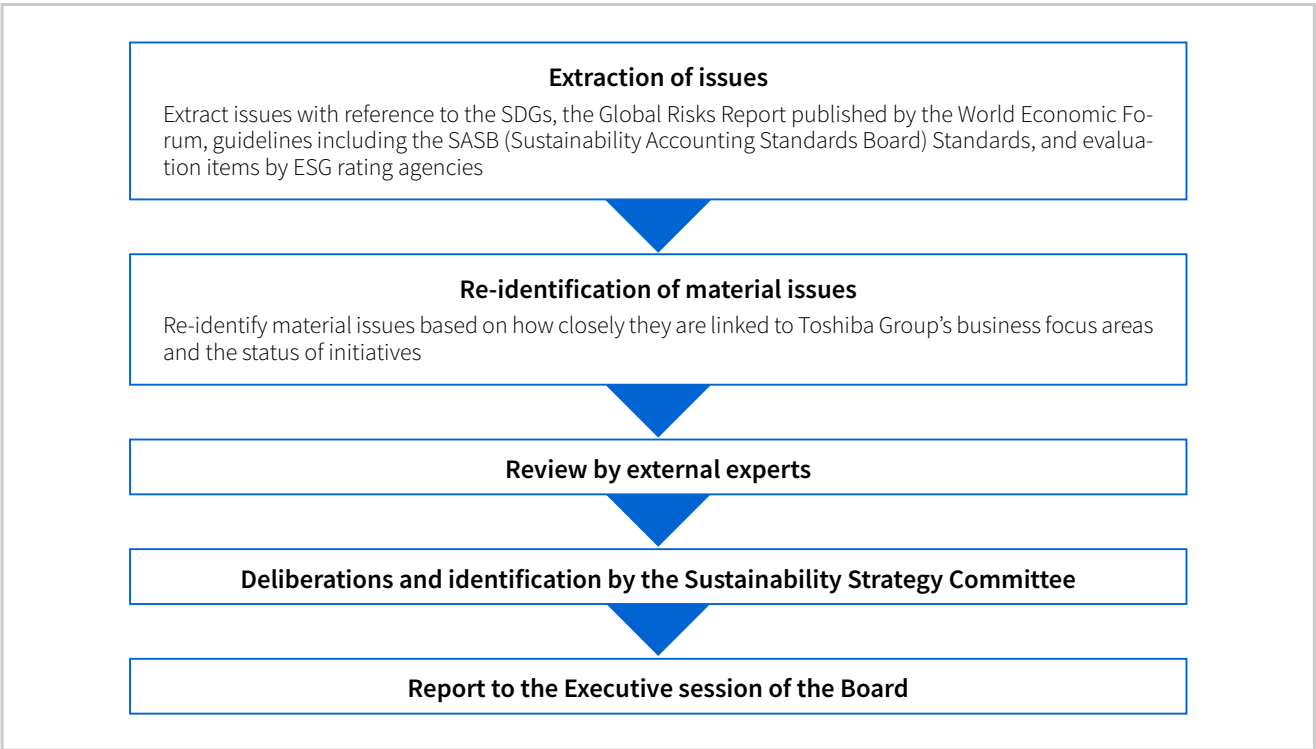 Extraction of issues
Extract issues with reference to the SDGs, the Global Risks Report published by the World Economic Fo-
rum, guidelines including the SASB (Sustainability Accounting Standards Board) Standards, and evalua-
tion items by ESG rating agencies
Re-identification of material issues
Re-identify material issues based on how closely they are linked to Toshiba Group’s business focus areas
and the status of initiatives
Review by external experts
Deliberations and identification by the Sustainability Strategy Committee
Report to the Executive session of the Board